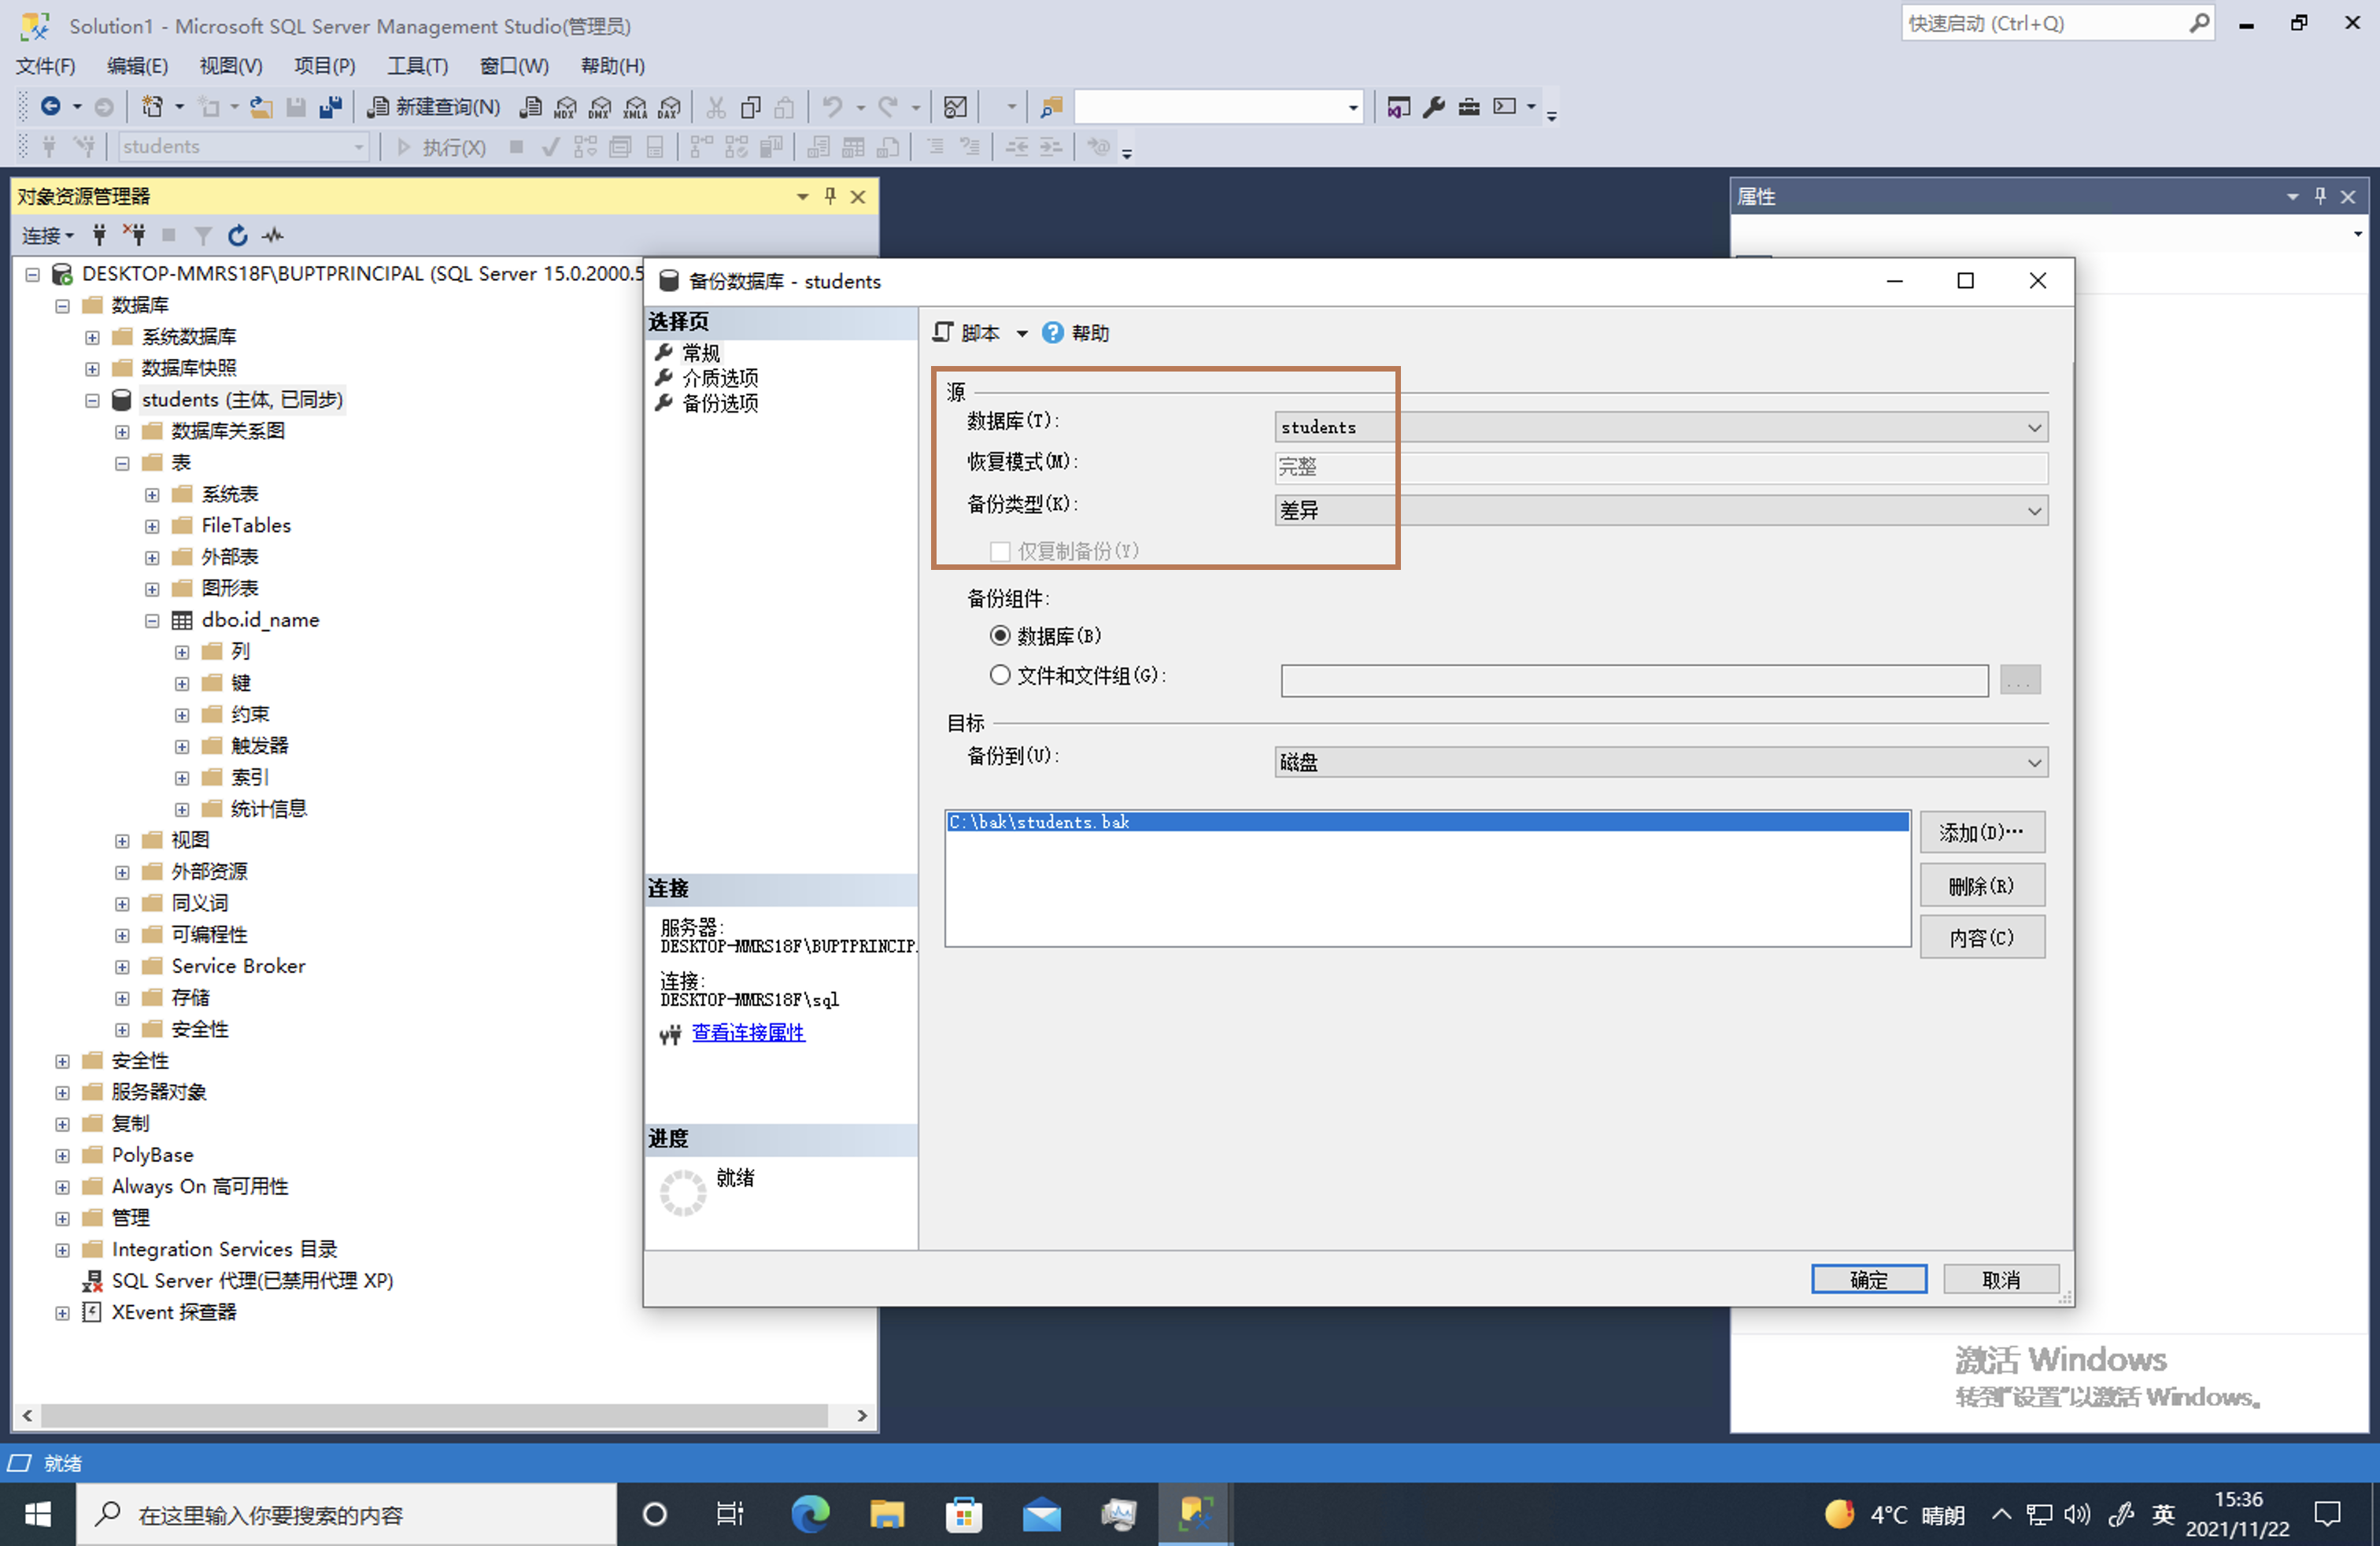 Solution1 - Microsoft SQL Server Management Studio(管理员)
快速启动 (Ctrl+Q)
文件(F) 编辑(E) 视图(V) 项目(P) 工具(T) 窗口(W) 帮助(H)
新建查询(N)
MDX DMX XMLA DAX
students
执行(X)
对象资源管理器
连接
DESKTOP-MMRS18F\BUPTPRINCIPAL (SQL Server 15.0.2000.5
数据库
系统数据库
数据库快照
students (主体, 已同步)
数据库关系图
表
系统表
FileTables
外部表
图形表
dbo.id_name
列
键
约束
触发器
索引
统计信息
视图
外部资源
同义词
可编程性
Service Broker
存储
安全性
安全性
服务器对象
复制
PolyBase
Always On 高可用性
管理
Integration Services 目录
SQL Server 代理(已禁用代理 XP)
XEvent 探查器
备份数据库 - students
选择页
常规
介质选项
备份选项
连接
服务器:
DESKTOP-MMRS18F\BUPTPRINCIP.
连接:
DESKTOP-MMRS18F\sql
查看连接属性
进度
就绪
脚本 帮助
源
数据库(T): students
恢复模式(M): 完整
备份类型(K): 差异
仅复制备份(Y)
备份组件:
数据库(B)
文件和文件组(G): ...
目标
备份到(U): 磁盘
C:\bak\students.bak
添加(D)…
删除(R)
内容(C)
确定 取消
属性
激活 Windows
转到"设置"以激活 Windows。
就绪
在这里输入你要搜索的内容
4°C 晴朗
英
15:36
2021/11/22